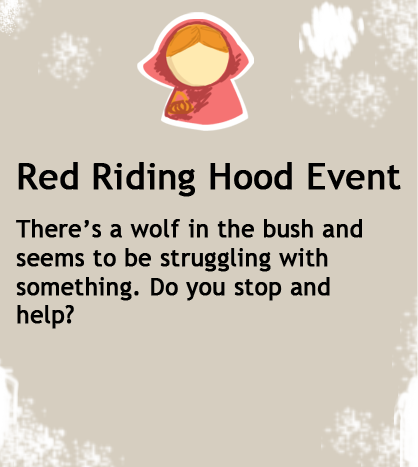 Red Riding Hood Event
There's a wolf in the bush and
seems to be struggling with
something. Do you stop and
help?